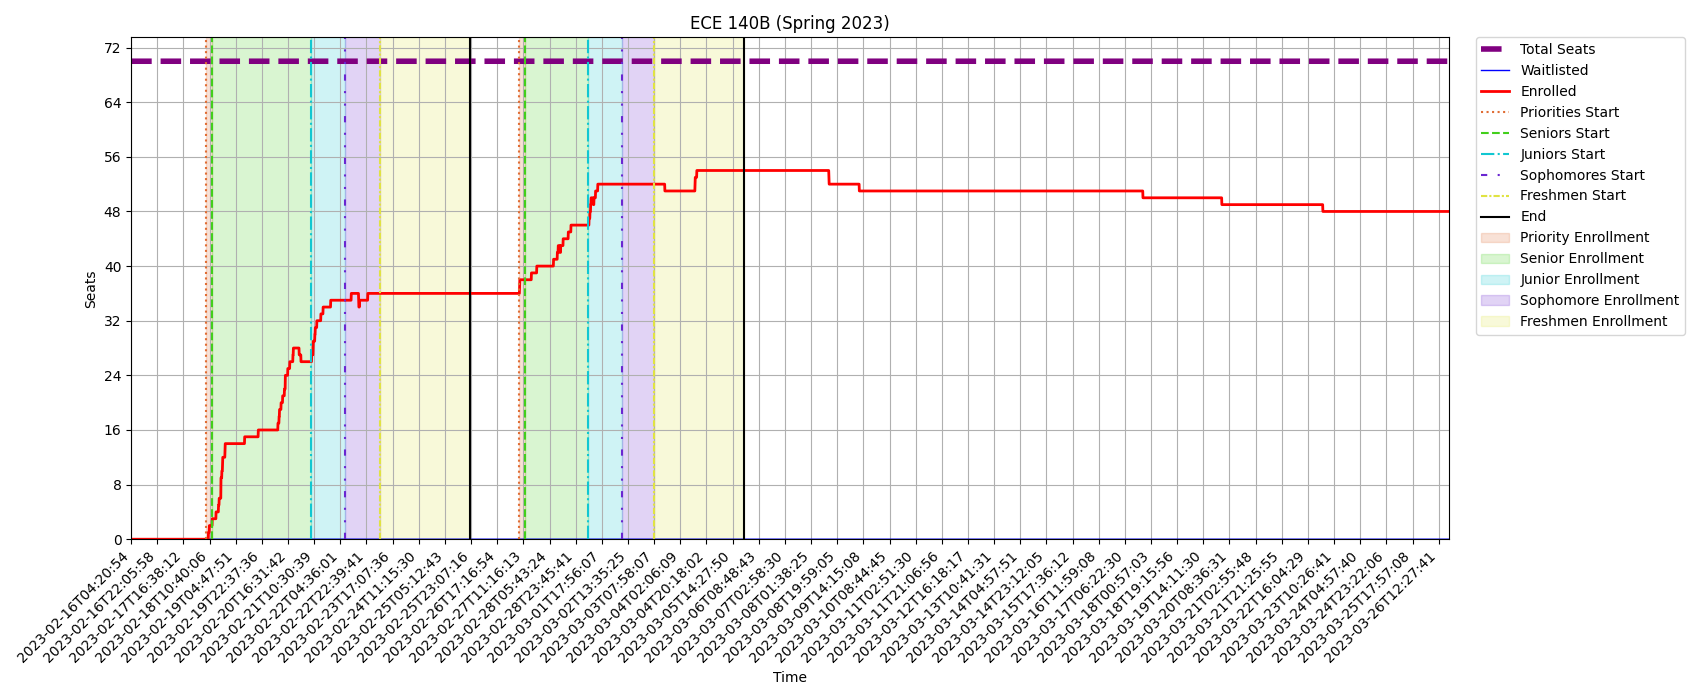 ECE 140B (Spring 2023)
72
64
56
48
40
32
24
16
8
0
Seats
2023-02-16T04:20:54
2023-02-16T22:05:58
2023-02-17T16:38:12
2023-02-18T10:40:06
2023-02-19T04:47:51
2023-02-19T22:37:36
2023-02-20T16:31:42
2023-02-21T10:30:39
2023-02-22T04:36:01
2023-02-22T22:39:41
2023-02-23T17:07:36
2023-02-24T11:15:30
2023-02-25T05:12:43
2023-02-25T23:07:16
2023-02-26T17:16:54
2023-02-27T11:16:13
2023-02-28T05:43:24
2023-02-28T23:45:41
2023-03-01T17:56:07
2023-03-02T13:35:25
2023-03-03T07:58:07
2023-03-04T02:06:09
2023-03-04T20:18:02
2023-03-05T14:27:50
2023-03-06T08:48:43
2023-03-07T02:58:30
2023-03-08T01:38:25
2023-03-08T19:59:05
2023-03-09T14:15:08
2023-03-10T08:44:45
2023-03-11T02:51:30
2023-03-11T21:06:56
2023-03-12T16:18:17
2023-03-13T10:41:31
2023-03-14T04:57:51
2023-03-14T23:12:05
2023-03-15T17:36:12
2023-03-16T11:59:08
2023-03-17T06:22:30
2023-03-18T00:57:03
2023-03-18T19:15:56
2023-03-19T14:11:30
2023-03-20T08:36:31
2023-03-21T02:55:48
2023-03-21T21:25:55
2023-03-22T16:04:29
2023-03-23T10:26:41
2023-03-24T04:57:40
2023-03-24T23:22:06
2023-03-25T17:57:08
2023-03-26T12:27:41
Time
Total Seats
Waitlisted
Enrolled
Priorities Start
Seniors Start
Juniors Start
Sophomores Start
Freshmen Start
End
Priority Enrollment
Senior Enrollment
Junior Enrollment
Sophomore Enrollment
Freshmen Enrollment